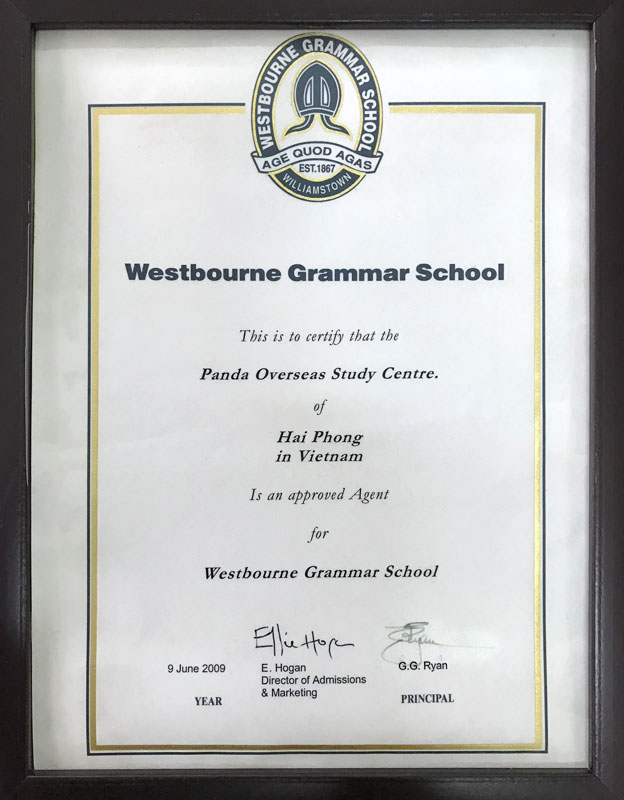 WESTBOURNE GRAMMAR SCHOOL
AGE QUOD AGAS
EST.1867
WILLIAMSTOWN
Westbourne Grammar School
This is to certify that the
Panda Overseas Study Centre.
of
Hai Phong
in Vietnam
Is an approved Agent
for
Westbourne Grammar School
Ellie Hogan
9 June 2009 E. Hogan G.G. Ryan
Director of Admissions
& Marketing
YEAR PRINCIPAL